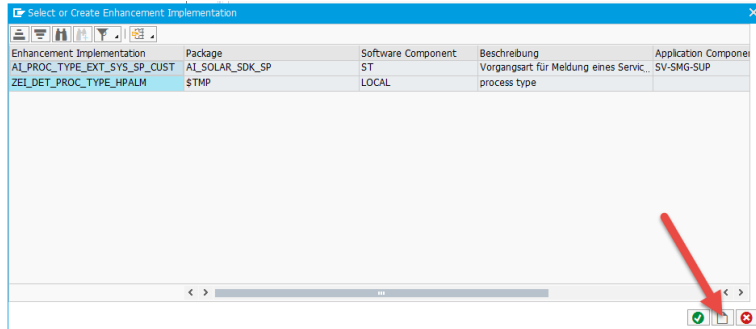 Select or Create Enhancement Implementation
Enhancement Implementation Package Software Component Beschreibung Application Componen
AI_PROC_TYPE_EXT_SYS_SP_CUST AI_SOLAR_SDK_SP ST Vorgangsart für Meldung eines Servic... SV-SMG-SUP
ZEI_DET_PROC_TYPE_HPALM $TMP LOCAL process type